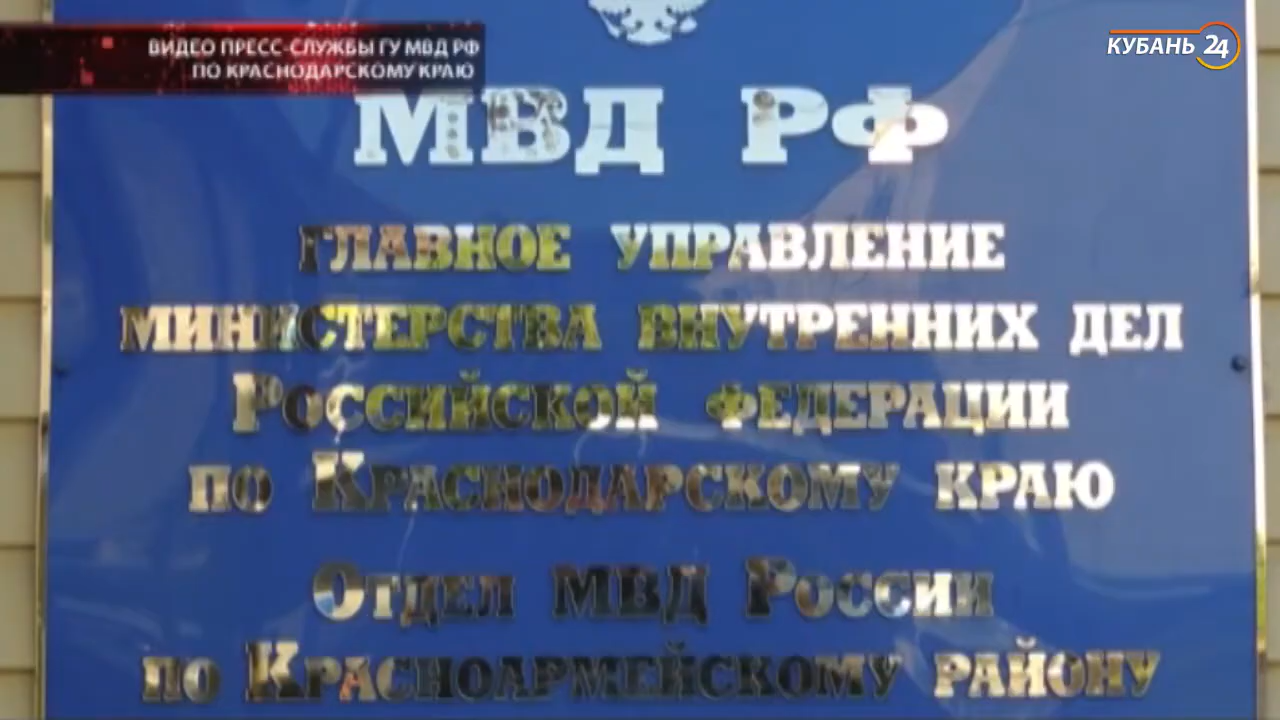 ВИДЕО ПРЕСС-СЛУЖБЫ ГУ МВД РФ
ПО КРАСНОДАРСКОМУ КРАЮ
КУБАНЬ 24
МВД РФ
ГЛАВНОЕ УПРАВЛЕНИЕ
МИНИСТЕРСТВА ВНУТРЕННИХ ДЕЛ
РОССИЙСКОЙ ФЕДЕРАЦИИ
ПО КРАСНОДАРСКОМУ КРАЮ
ОТДЕЛ МВД РОССИИ
ПО КРАСНОАРМЕЙСКОМУ РАЙОНУ